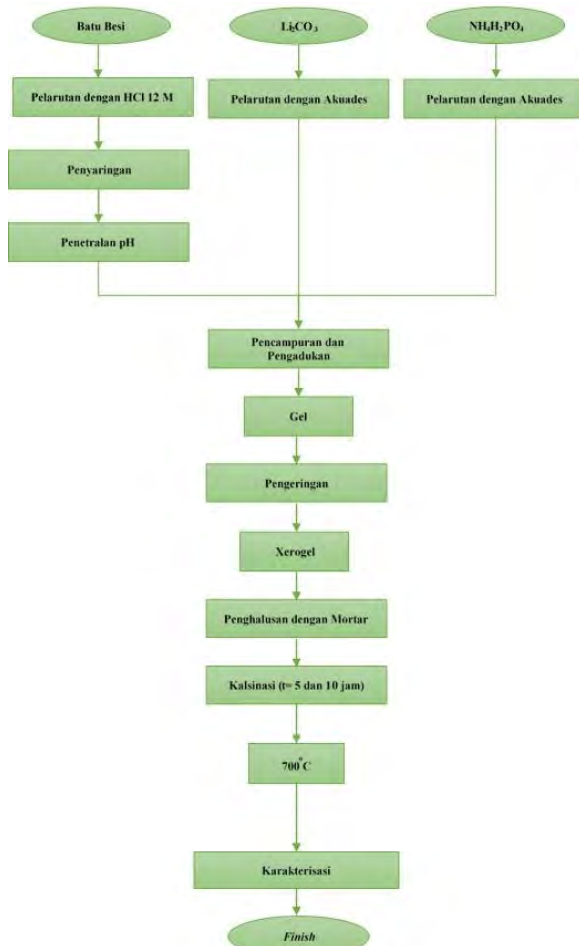 Batu Besi
Li₂CO₃
NH₄H₂PO₄
Pelarutan dengan HCl 12 M
Pelarutan dengan Akuades
Pelarutan dengan Akuades
Penyaringan
Penetralan pH
Pencampuran dan
Pengadukan
Gel
Pengeringan
Xerogel
Penghalusan dengan Mortar
Kalsinasi (t= 5 dan 10 jam)
700°C
Karakterisasi
Finish